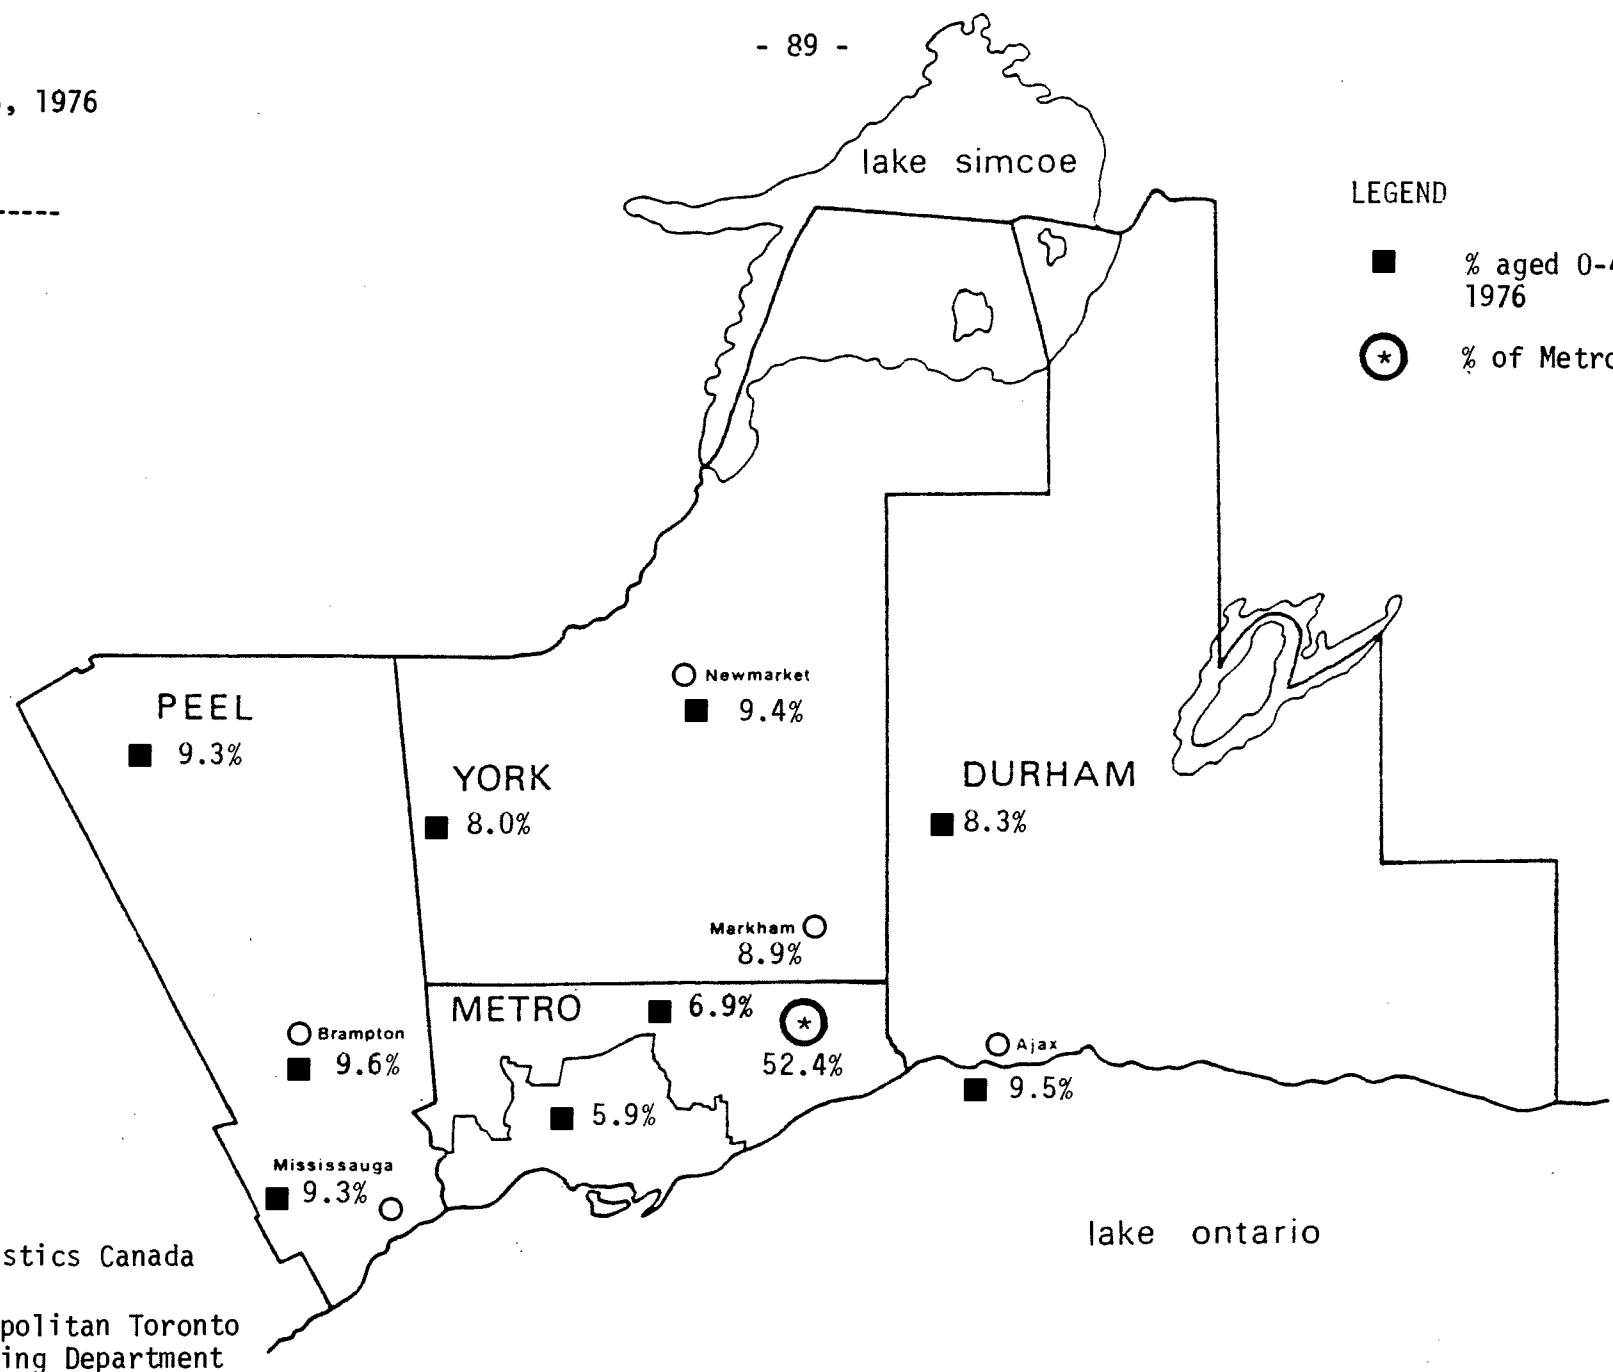 - 89 -
, 1976
-----
lake simcoe
LEGEND
■ % aged 0-4
1976
* % of Metro
Newmarket
■ 9.4%
PEEL
■ 9.3%
YORK
■ 8.0%
DURHAM
■ 8.3%
Markham
8.9%
METRO
■ 6.9%
*
52.4%
Brampton
■ 9.6%
Ajax
■ 9.5%
■ 5.9%
Mississauga
■ 9.3%
lake ontario
stics Canada
politan Toronto
ing Department